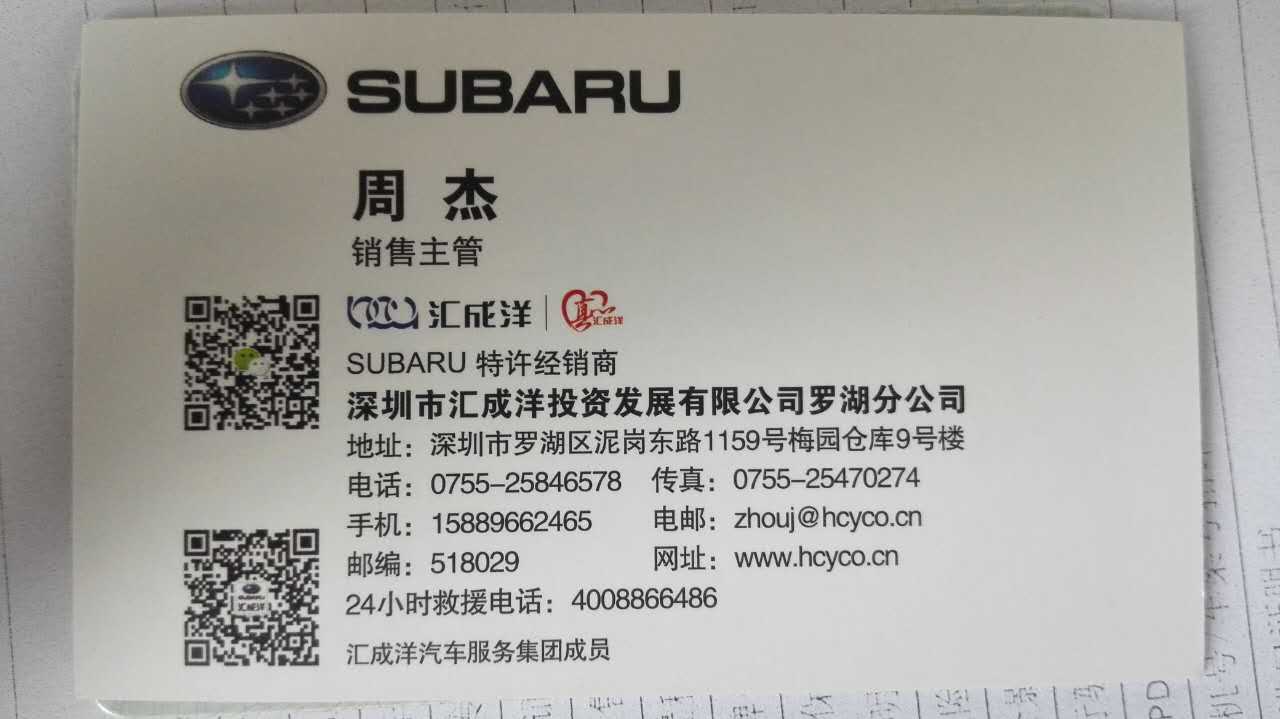 SUBARU
周 杰
销售主管
汇成洋 真心汇成洋
SUBARU 特许经销商
深圳市汇成洋投资发展有限公司罗湖分公司
地址：深圳市罗湖区泥岗东路1159号梅园仓库9号楼
电话：0755-25846578 传真：0755-25470274
手机：15889662465 电邮：zhouj@hcyco.cn
邮编：518029 网址：www.hcyco.cn
24小时救援电话：4008866486
汇成洋汽车服务集团成员